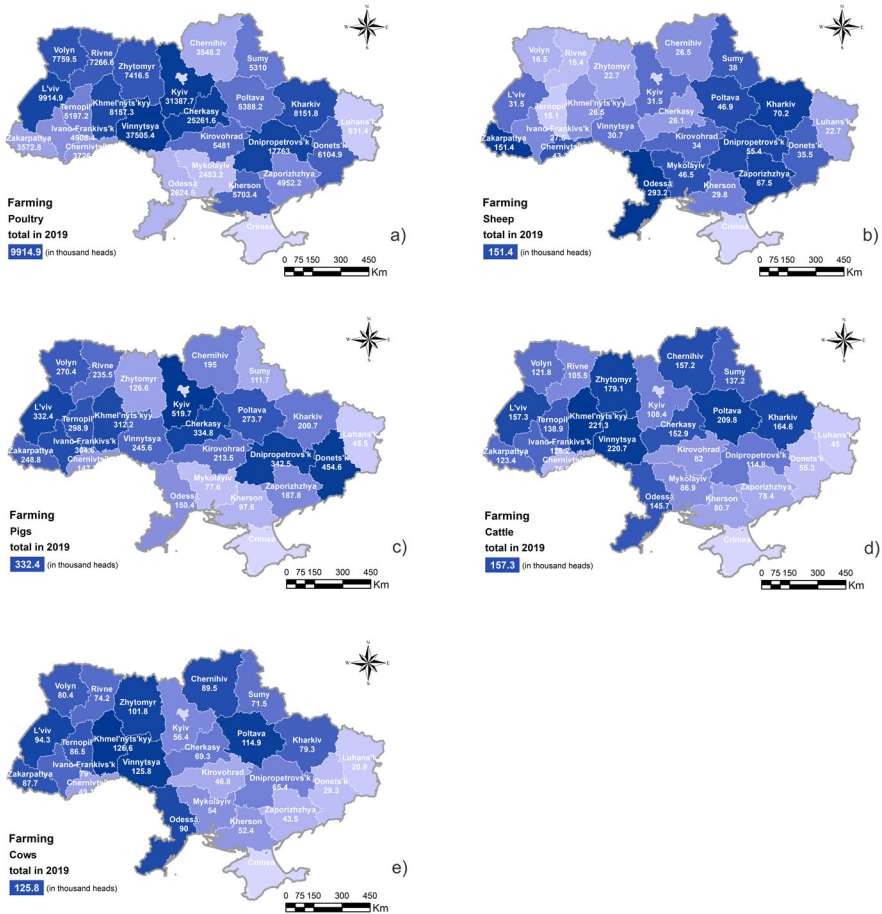 Volyn
7759.5
Rivne
7266.6
Zhytomyr
7416.5
Chernihiv
3548.2
Sumy
5310
L'viv
9914.9
Ternopil
5197.2
Khmel'nyts'kyy
8157.3
Kyiv
31387.7
Cherkasy
25261.6
Poltava
5388.2
Kharkiv
8151.8
Luhans'k
831.4
Zakarpattya
3572.8
Ivano-Frankivs'k
4908.4
Vinnytsya
37505.4
Kirovohrad
5481
Dnipropetrovs'k
17763
Donets'k
6104.9
Mykolayiv
2453.2
Odessa
2624.5
Kherson
5703.4
Zaporizhzhya
4952.2
Crimea
Farming
Poultry
total in 2019
9914.9 (in thousand heads)
a)
0 75 150 300 450
Km
N
W E
S
Volyn
16.5
Rivne
15.4
Zhytomyr
22.7
Chernihiv
26.5
Sumy
38
L'viv
31.5
Ternopil
15.1
Khmel'nyts'kyy
26.5
Kyiv
31.5
Cherkasy
26.1
Poltava
46.9
Kharkiv
70.2
Luhans'k
22.7
Zakarpattya
151.4
Ivano-Frankivs'k
27.8
Vinnytsya
30.7
Kirovohrad
34
Dnipropetrovs'k
55.4
Donets'k
35.5
Mykolayiv
46.5
Odessa
293.2
Kherson
29.8
Zaporizhzhya
67.5
Crimea
Farming
Sheep
total in 2019
151.4 (in thousand heads)
b)
0 75 150 300 450
Km
N
W E
S
Volyn
270.4
Rivne
235.5
Zhytomyr
126.6
Chernihiv
195
Sumy
111.7
L'viv
332.4
Ternopil
298.9
Khmel'nyts'kyy
312.2
Kyiv
519.7
Cherkasy
334.8
Poltava
273.7
Kharkiv
200.7
Luhans'k
45.5
Zakarpattya
248.8
Ivano-Frankivs'k
304.6
Vinnytsya
245.6
Kirovohrad
213.5
Dnipropetrovs'k
342.5
Donets'k
454.6
Mykolayiv
77.6
Odessa
150.4
Kherson
97.6
Zaporizhzhya
187.8
Crimea
Farming
Pigs
total in 2019
332.4 (in thousand heads)
c)
0 75 150 300 450
Km
N
W E
S
Volyn
121.8
Rivne
105.5
Zhytomyr
179.1
Chernihiv
157.2
Sumy
137.2
L'viv
157.3
Ternopil
138.9
Khmel'nyts'kyy
221.3
Kyiv
108.4
Cherkasy
152.9
Poltava
209.8
Kharkiv
164.6
Luhans'k
46
Zakarpattya
123.4
Ivano-Frankivs'k
128.2
Vinnytsya
220.7
Kirovohrad
82
Dnipropetrovs'k
114.8
Donets'k
55.3
Mykolayiv
86.9
Odessa
145.7
Kherson
80.7
Zaporizhzhya
78.4
Crimea
Farming
Cattle
total in 2019
157.3 (in thousand heads)
d)
0 75 150 300 450
Km
N
W E
S
Volyn
80.4
Rivne
74.2
Zhytomyr
101.8
Chernihiv
89.5
Sumy
71.5
L'viv
94.3
Ternopil
86.5
Khmel'nyts'kyy
126.6
Kyiv
56.4
Cherkasy
69.3
Poltava
114.9
Kharkiv
79.3
Luhans'k
20.8
Zakarpattya
87.7
Ivano-Frankivs'k
79
Vinnytsya
125.8
Kirovohrad
46.8
Dnipropetrovs'k
65.4
Donets'k
29.3
Mykolayiv
54
Odessa
90
Kherson
52.4
Zaporizhzhya
43.5
Crimea
Farming
Cows
total in 2019
125.8 (in thousand heads)
e)
0 75 150 300 450
Km
N
W E
S